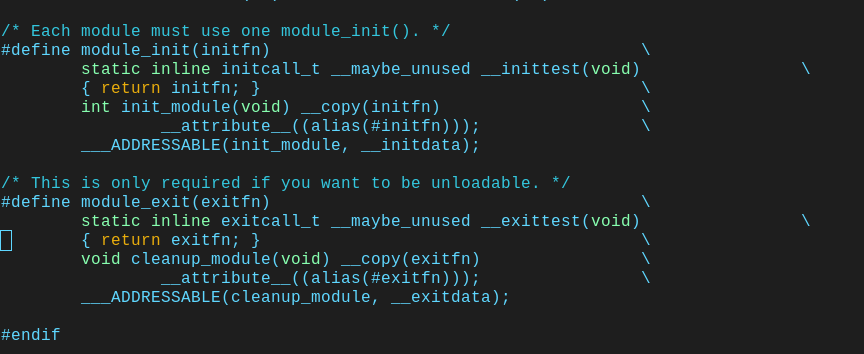 /* Each module must use one module_init(). */
#define module_init(initfn) \
static inline initcall_t __maybe_unused __inittest(void) \
{ return initfn; } \
int init_module(void) __copy(initfn) \
__attribute__((alias(#initfn))); \
___ADDRESSABLE(init_module, __initdata);
/* This is only required if you want to be unloadable. */
#define module_exit(exitfn) \
static inline exitcall_t __maybe_unused __exittest(void) \
{ return exitfn; } \
void cleanup_module(void) __copy(exitfn) \
__attribute__((alias(#exitfn))); \
___ADDRESSABLE(cleanup_module, __exitdata);
#endif